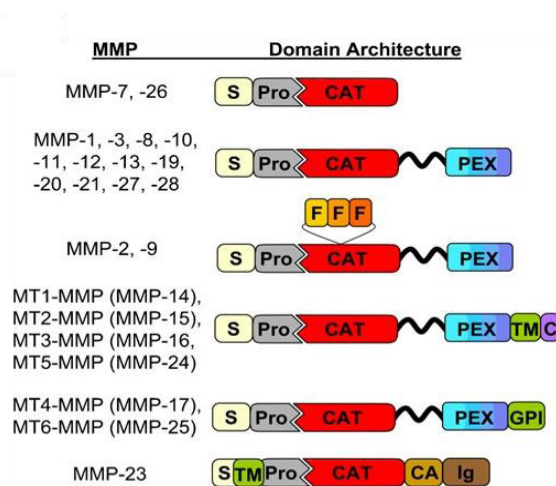 MMP Domain Architecture
MMP-7, -26
S Pro CAT
MMP-1, -3, -8, -10,
-11, -12, -13, -19,
-20, -21, -27, -28
S Pro CAT PEX
F F F
MMP-2, -9
S Pro CAT PEX
MT1-MMP (MMP-14),
MT2-MMP (MMP-15),
MT3-MMP (MMP-16,
MT5-MMP (MMP-24)
S Pro CAT PEX TM C
MT4-MMP (MMP-17),
MT6-MMP (MMP-25)
S Pro CAT PEX GPI
MMP-23
S TM Pro CAT CA Ig